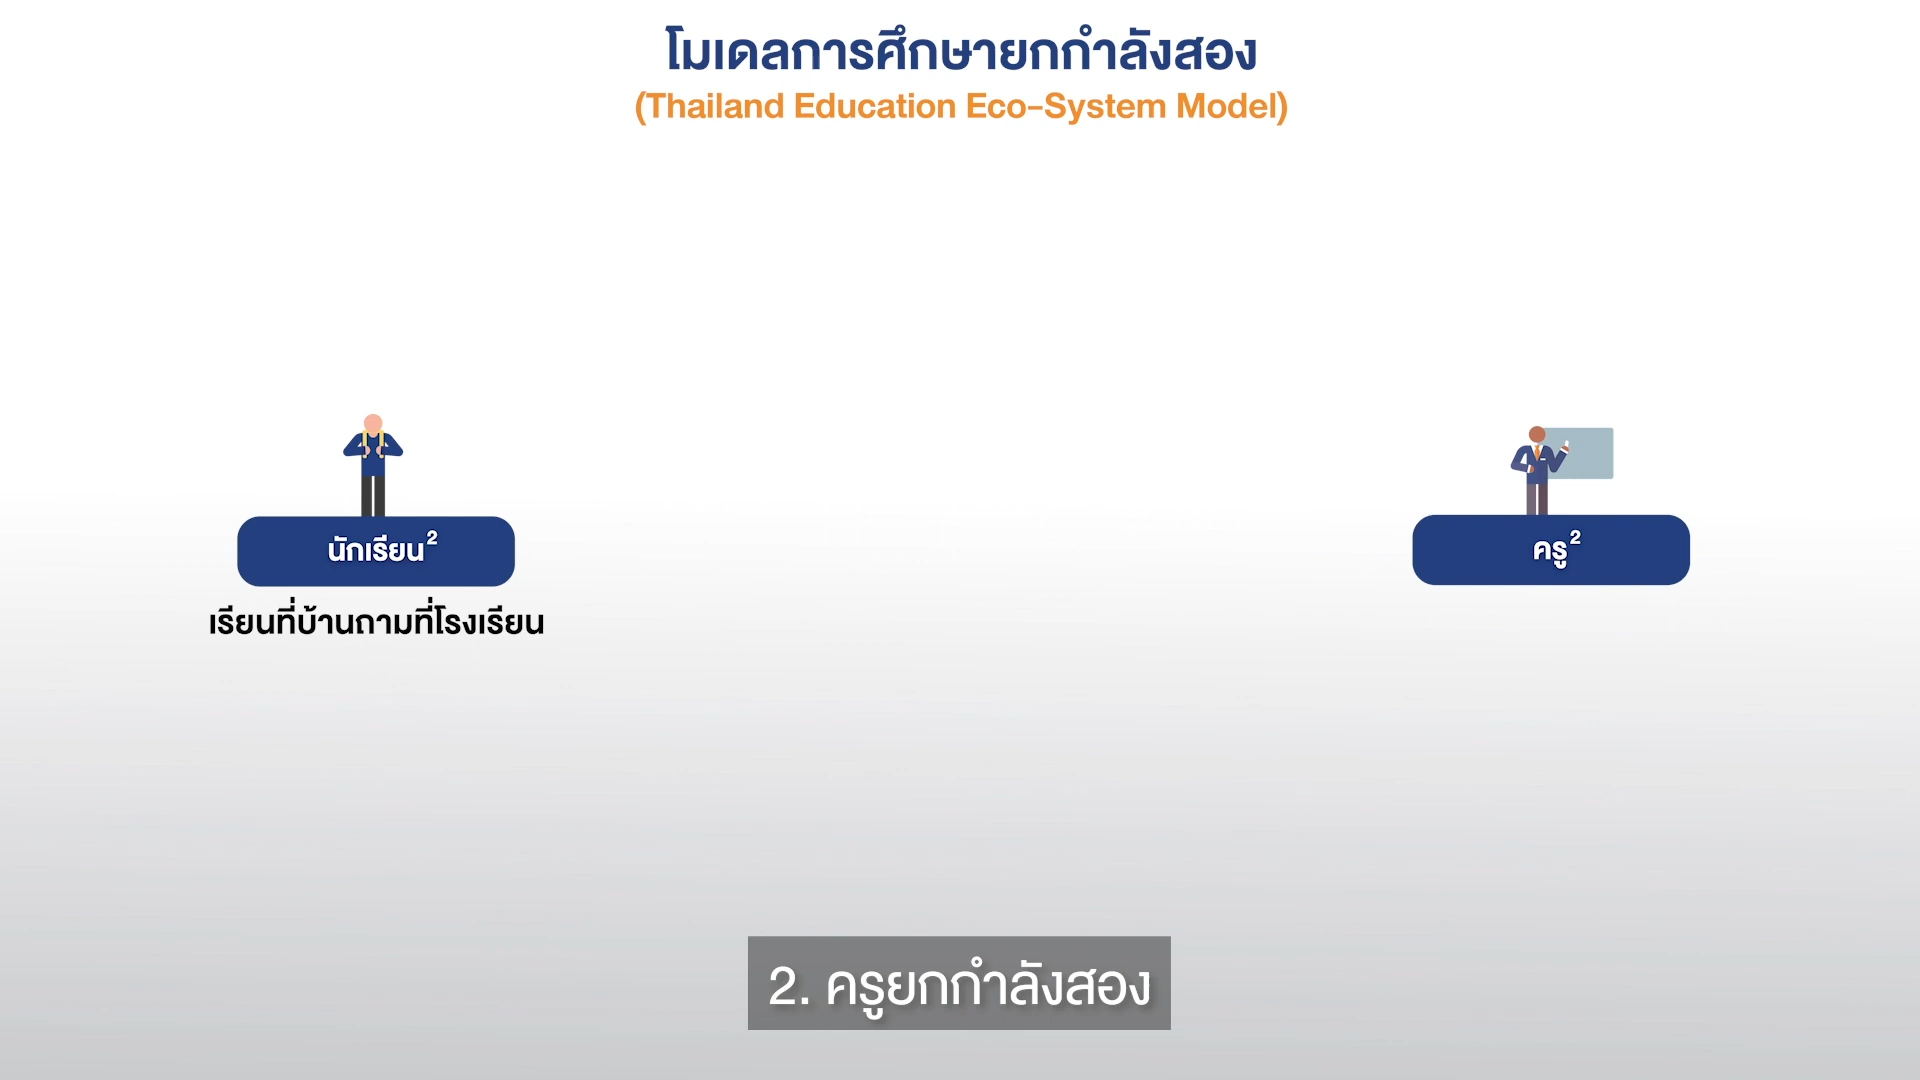 โมเดลการศึกษายกกำลังสอง
(Thailand Education Eco-System Model)
นักเรียน²
ครู²
เรียนที่บ้านถามที่โรงเรียน
2. ครูยกกำลังสอง